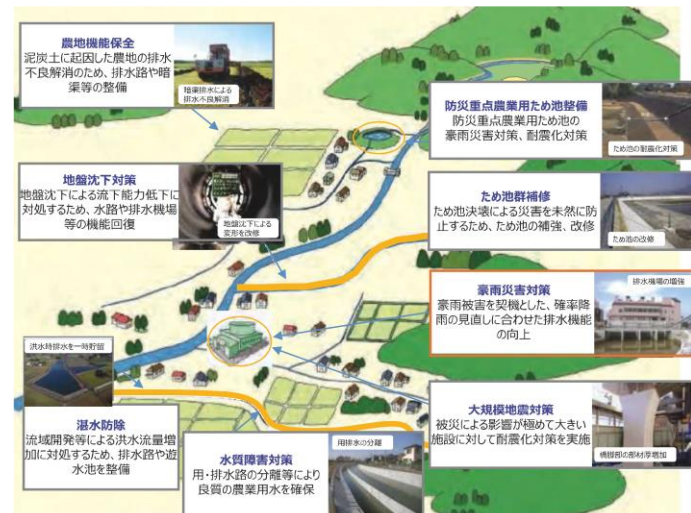 農地機能保全
泥炭土に起因した農地の排水
不良解消のため、排水路や暗
渠等の整備
暗渠排水による
排水不良解消
防災重点農業用ため池整備
防災重点農業用ため池の
豪雨災害対策、耐震化対策
ため池の耐震化対策
地盤沈下対策
地盤沈下による流下能力低下に
対処するため、水路や排水機場
等の機能回復
地盤沈下による
変形を改修
ため池群補修
ため池決壊による災害を未然に防
止するため、ため池の補強、改修
ため池の改修
豪雨災害対策
豪雨被害を契機とした、確率降
雨の見直しに合わせた排水機能
の向上
排水機場の増強
洪水時排水を一時貯留
湛水防除
流域開発等による洪水流量増
加に対処するため、排水路や遊
水池を整備
水質障害対策
用・排水路の分離等により
良質の農業用水を確保
用排水の分離
大規模地震対策
被災による影響が極めて大きい
施設に対して耐震化対策を実施
橋脚部の部材厚増加